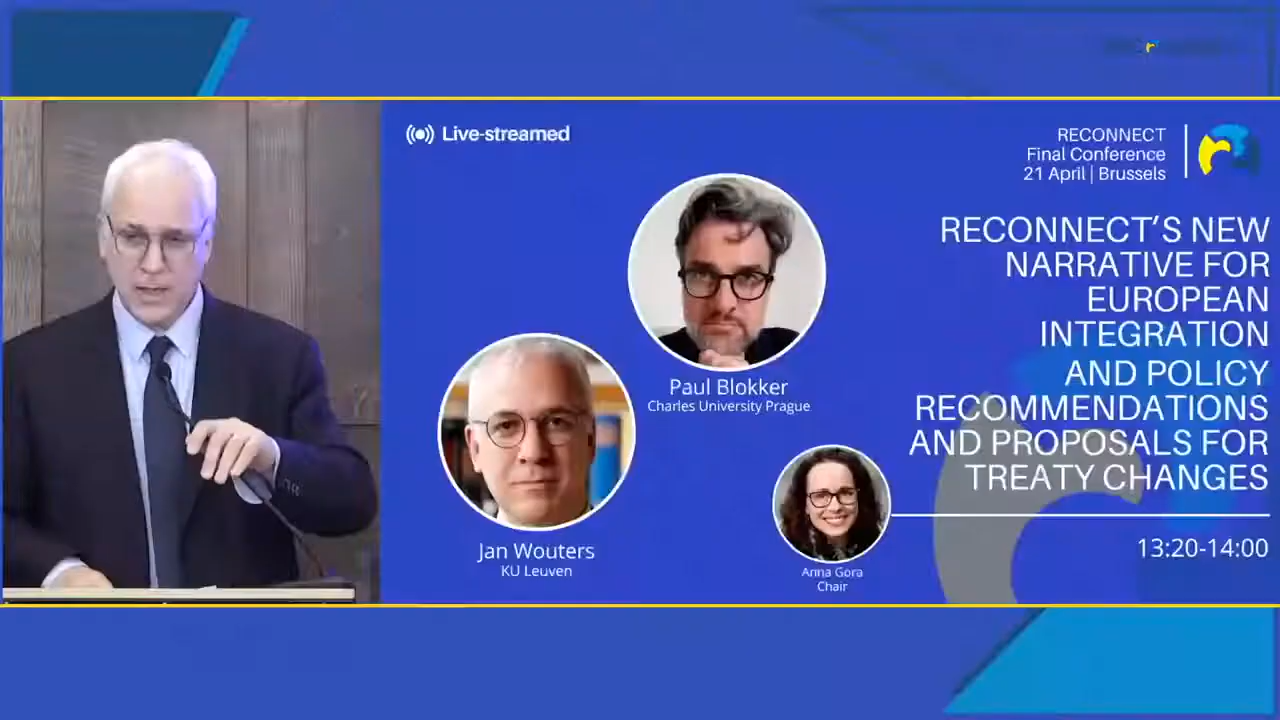 Live-streamed
RECONNECT
Final Conference
21 April | Brussels
RECONNECT'S NEW
NARRATIVE FOR
EUROPEAN
INTEGRATION
AND POLICY
RECOMMENDATIONS
AND PROPOSALS FOR
TREATY CHANGES
13:20-14:00
Paul Blokker
Charles University Prague
Jan Wouters
KU Leuven
Anna Gora
Chair